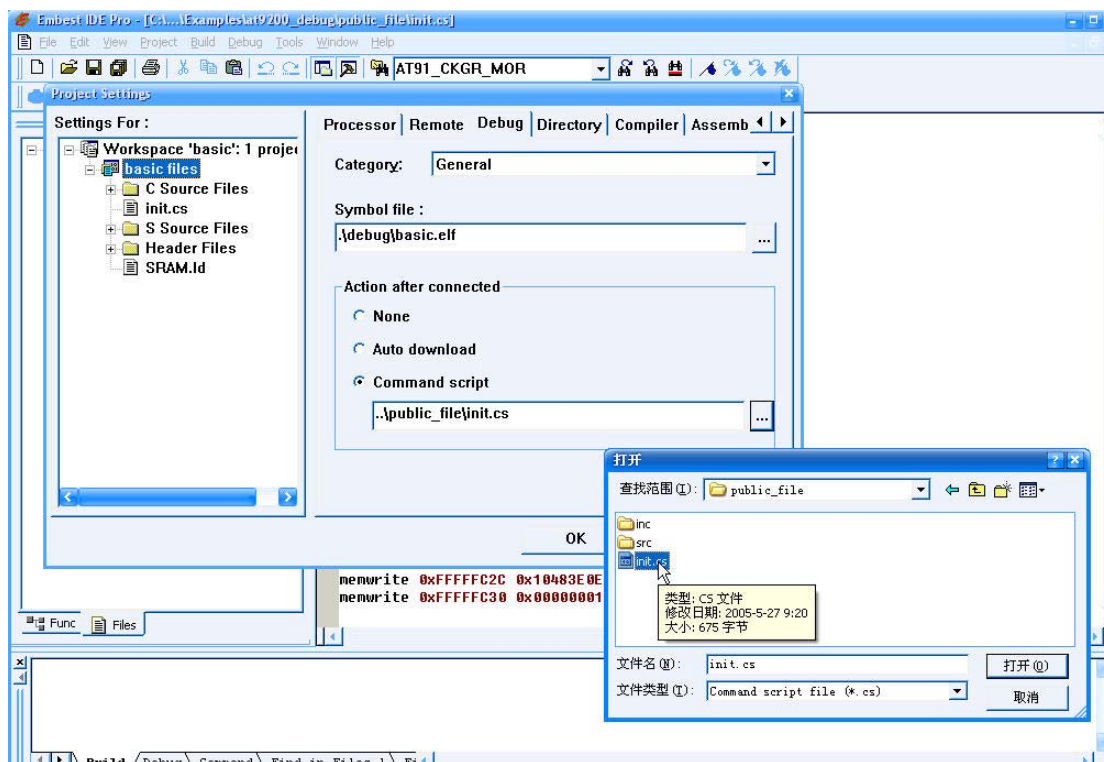 Embest IDE Pro - [C:\...\Examples\at9200_debug\public_file\init.cs]
File Edit View Project Build Debug Tools Window Help
AT91_CKGR_MOR
Project Settings
Settings For :
Processor Remote Debug Directory Compiler Assemb
Workspace 'basic': 1 projec
basic files
C Source Files
init.cs
S Source Files
Header Files
SRAM.ld
Category: General
Symbol file :
.\debug\basic.elf
...
Action after connected
None
Auto download
Command script
..\public_file\init.cs
...
OK
memwrite 0xFFFFFC2C 0x10483E0E
memwrite 0xFFFFFC30 0x00000001
Func Files
打开
查找范围(I): public_file
inc
src
init.cs
类型: CS 文件
修改日期: 2005-5-27 9:20
大小: 675 字节
文件名(N): init.cs 打开(O)
文件类型(T): Command script file (*.cs) 取消
Build Debug Command Find in Files 1 Fi